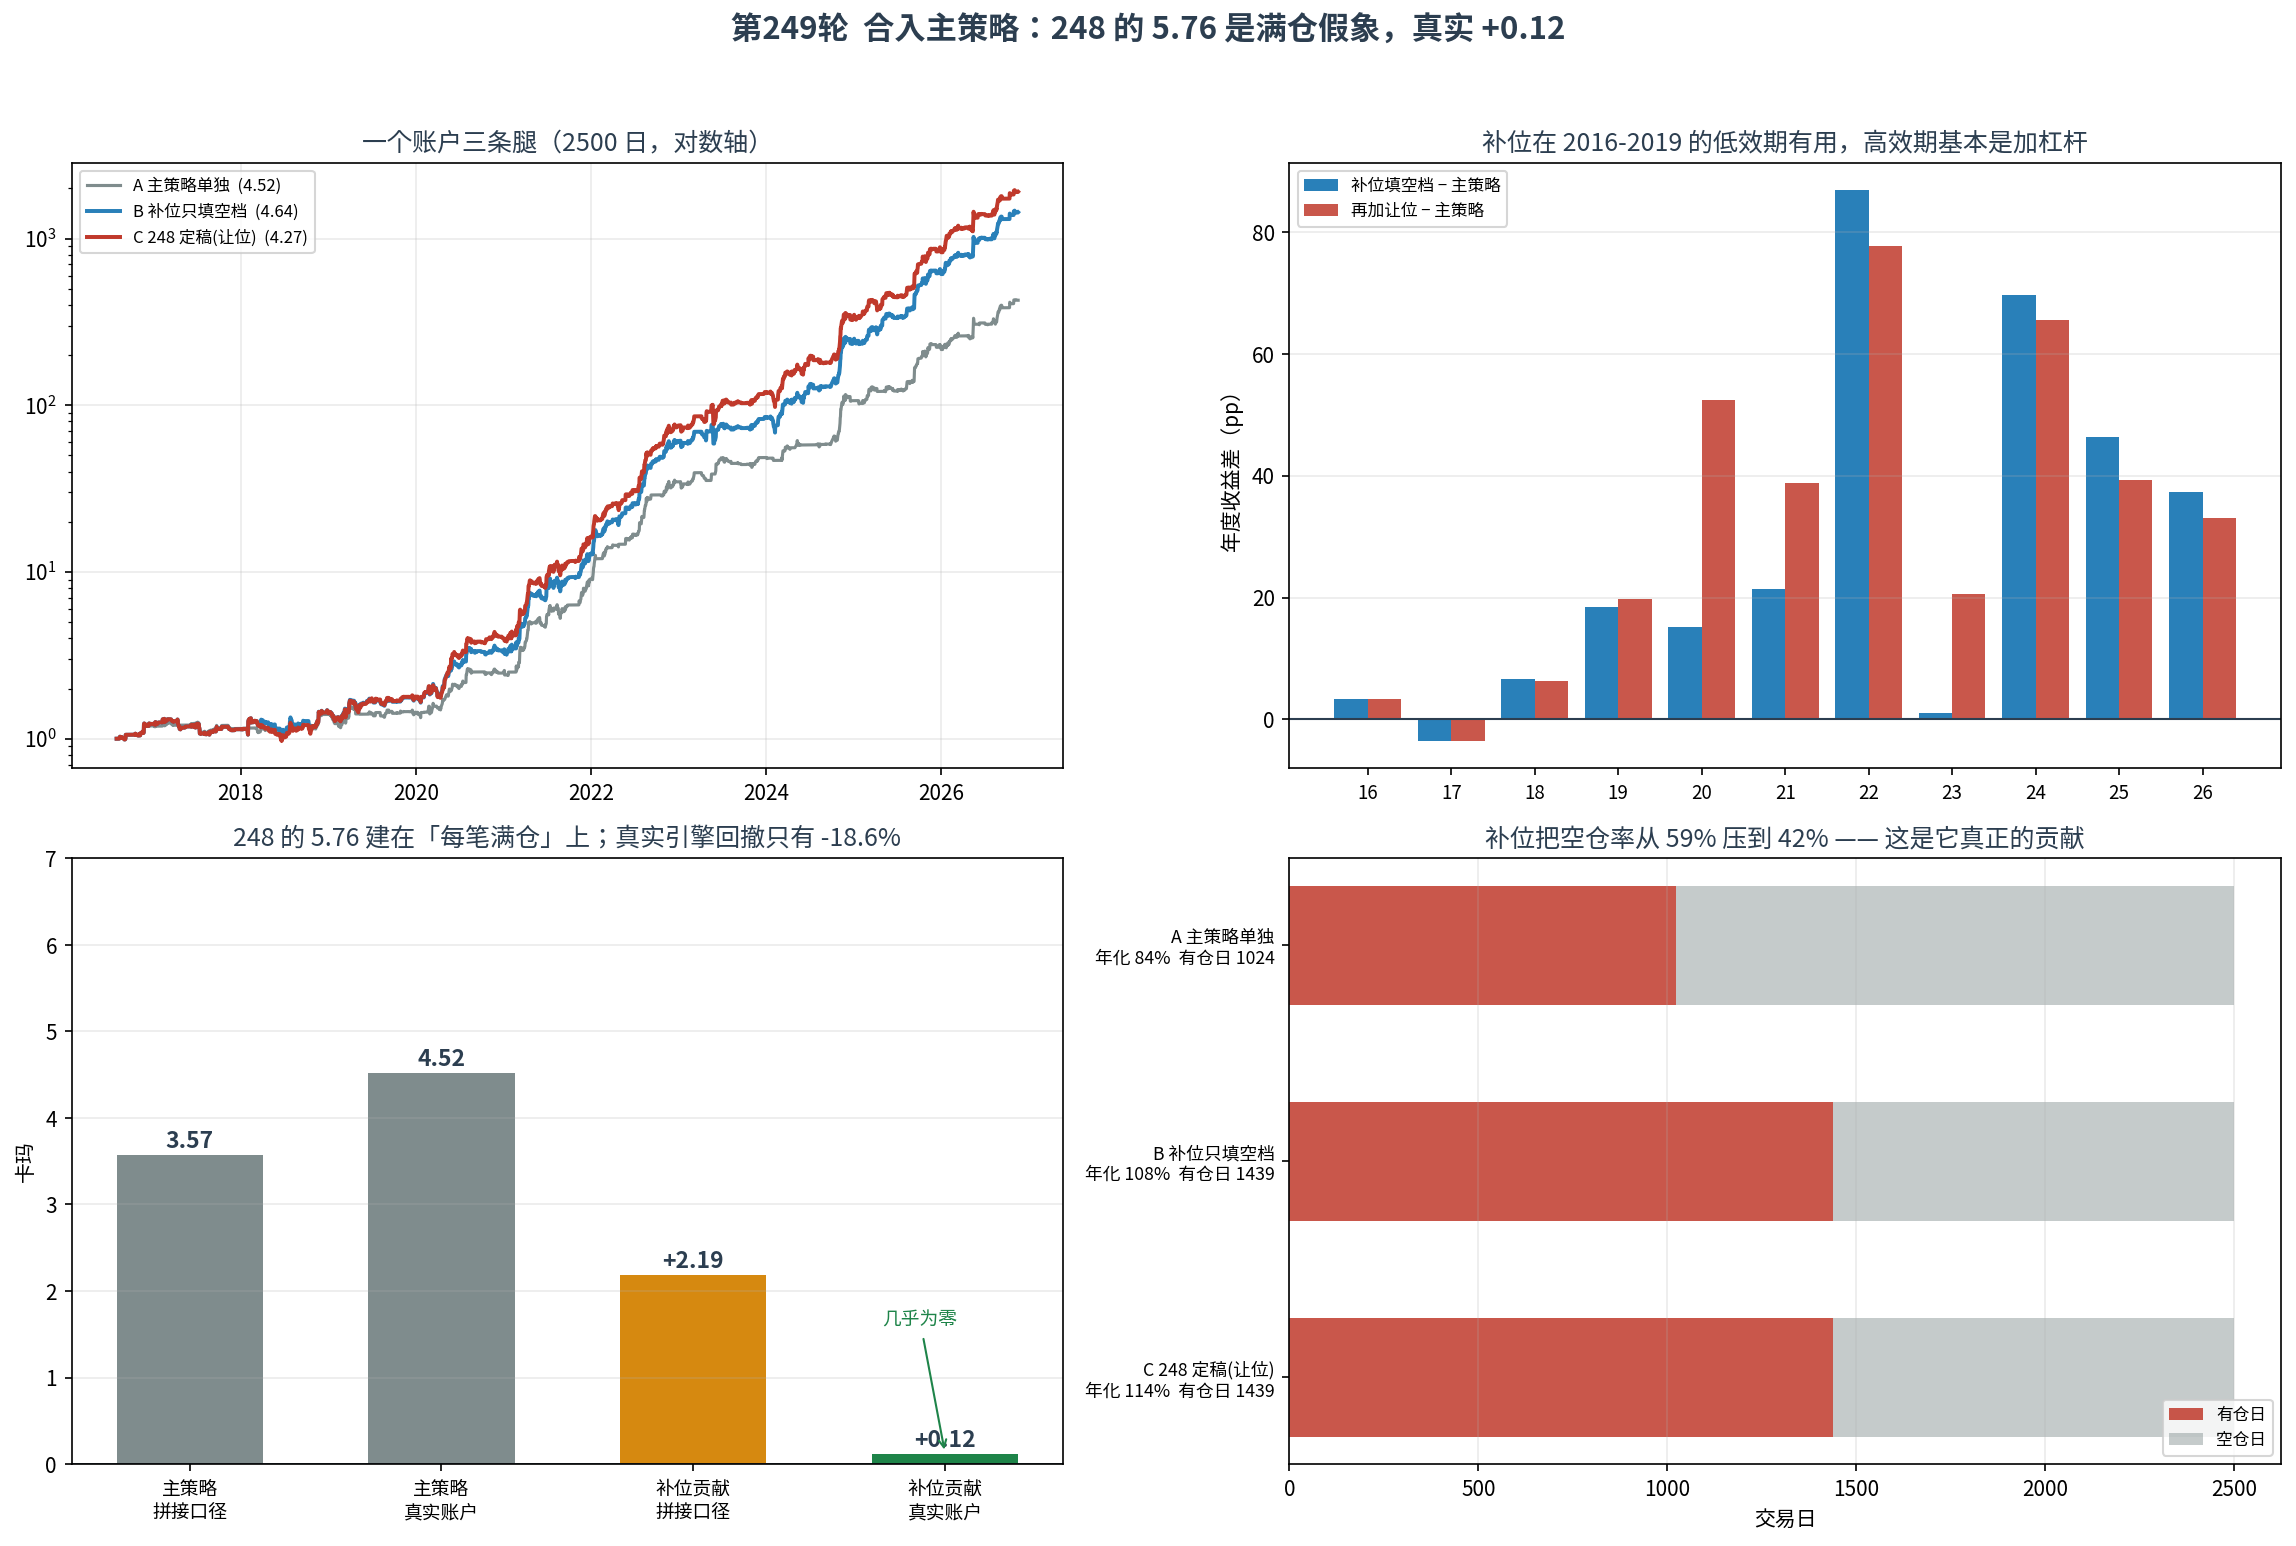 第249轮 合入主策略：248 的 5.76 是满仓假象，真实 +0.12
一个账户三条腿（2500 日，对数轴）
A 主策略单独 (4.52)
B 补位只填空档 (4.64)
C 248 定稿(让位) (4.27)
10³
10²
10¹
10⁰
2018
2020
2022
2024
2026
补位在 2016-2019 的低效期有用，高效期基本是加杠杆
补位填空档 − 主策略
再加让位 − 主策略
年度收益差（pp）
80
60
40
20
0
16
17
18
19
20
21
22
23
24
25
26
248 的 5.76 建在「每笔满仓」上；真实引擎回撤只有 -18.6%
卡玛
7
6
5
4
3
2
1
0
3.57
4.52
+2.19
几乎为零
+0.12
主策略
拼接口径
主策略
真实账户
补位贡献
拼接口径
补位贡献
真实账户
补位把空仓率从 59% 压到 42% —— 这是它真正的贡献
A 主策略单独
年化 84% 有仓日 1024
B 补位只填空档
年化 108% 有仓日 1439
C 248 定稿(让位)
年化 114% 有仓日 1439
有仓日
空仓日
0
500
1000
1500
2000
2500
交易日